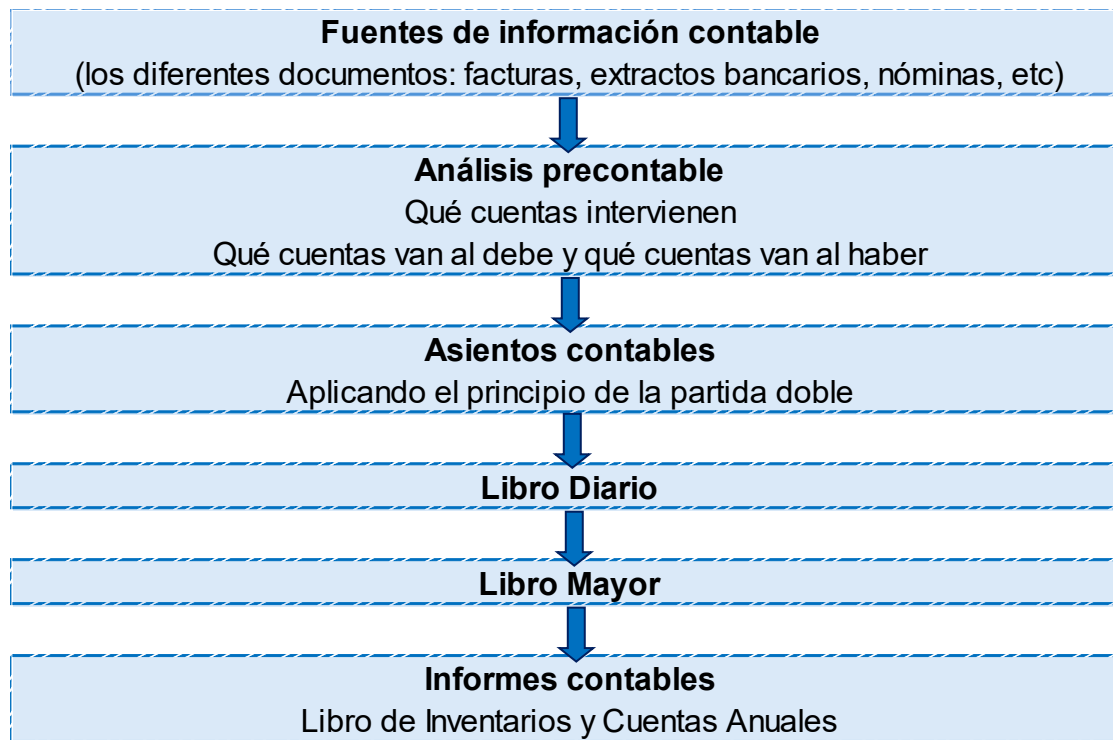 Fuentes de información contable
(los diferentes documentos: facturas, extractos bancarios, nóminas, etc)
Análisis precontable
Qué cuentas intervienen
Qué cuentas van al debe y qué cuentas van al haber
Asientos contables
Aplicando el principio de la partida doble
Libro Diario
Libro Mayor
Informes contables
Libro de Inventarios y Cuentas Anuales